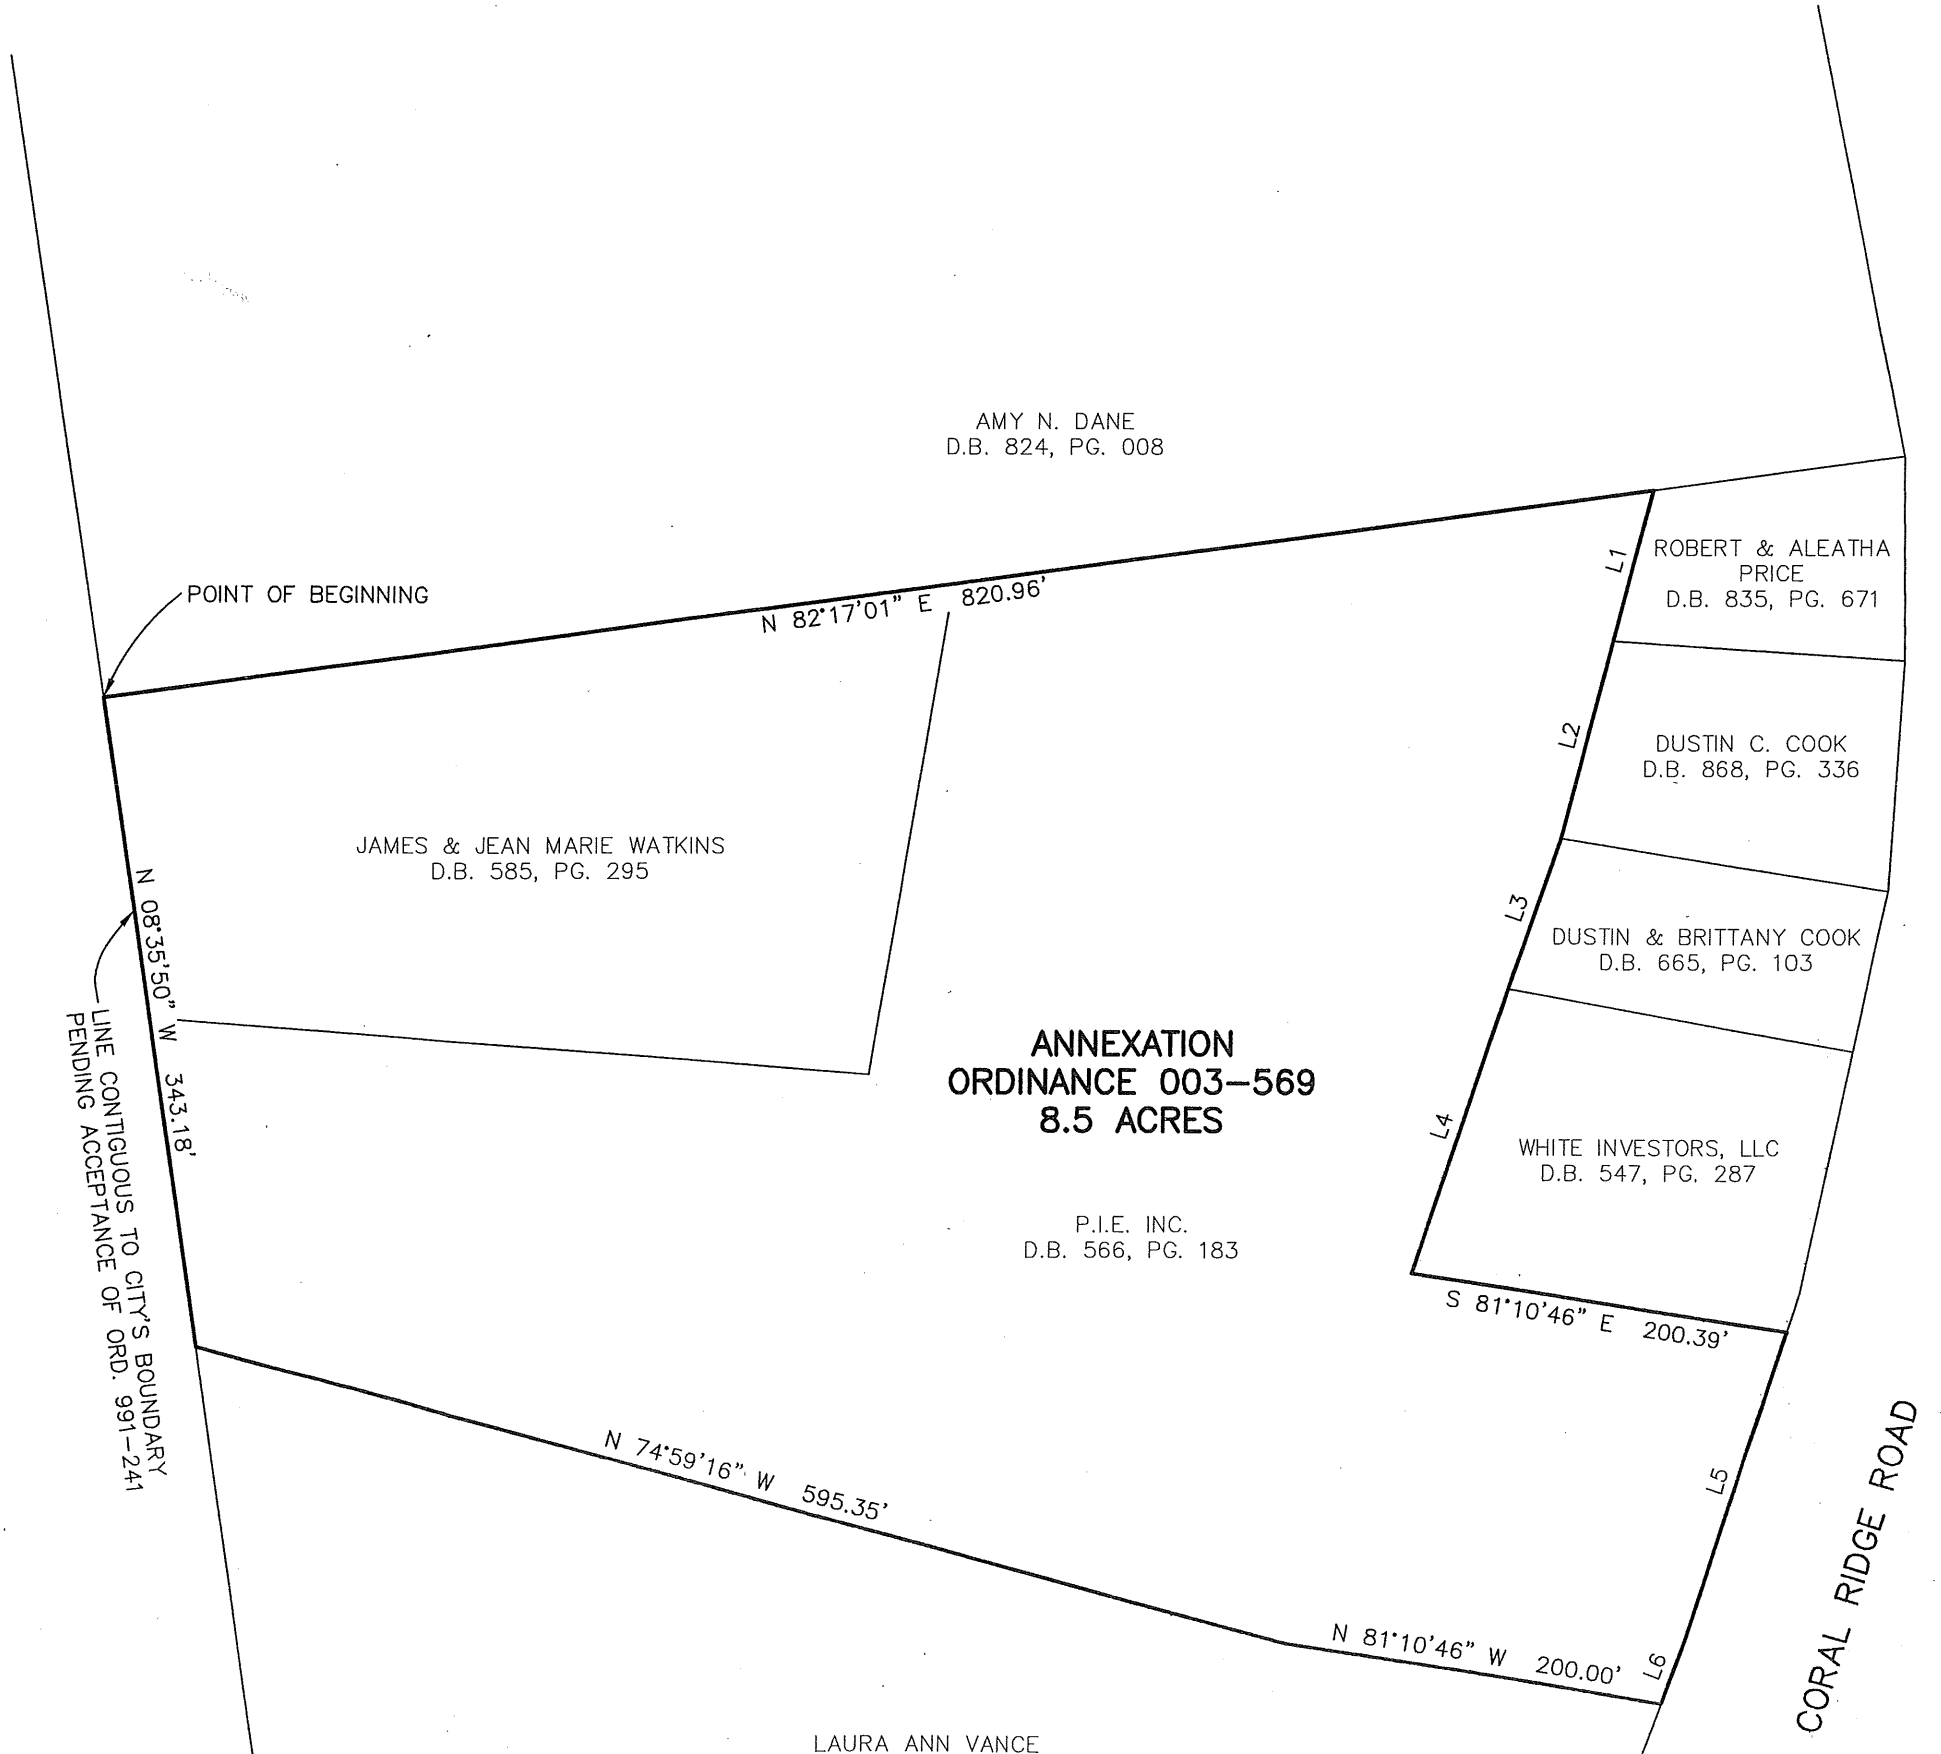 AMY N. DANE
D.B. 824, PG. 008
ROBERT & ALEATHA
PRICE
D.B. 835, PG. 671
L1
POINT OF BEGINNING
N 82°17'01" E 820.96'
L2
DUSTIN C. COOK
D.B. 868, PG. 336
JAMES & JEAN MARIE WATKINS
D.B. 585, PG. 295
N 08°35'50" W 343.18'
L3
DUSTIN & BRITTANY COOK
D.B. 665, PG. 103
LINE CONTIGUOUS TO CITY'S BOUNDARY
PENDING ACCEPTANCE OF ORD. 991-241
ANNEXATION
ORDINANCE 003-569
8.5 ACRES
L4
WHITE INVESTORS, LLC
D.B. 547, PG. 287
P.I.E. INC.
D.B. 566, PG. 183
S 81°10'46" E 200.39'
N 74°59'16" W 595.35'
L5
CORAL RIDGE ROAD
N 81°10'46" W 200.00'
L6
LAURA ANN VANCE